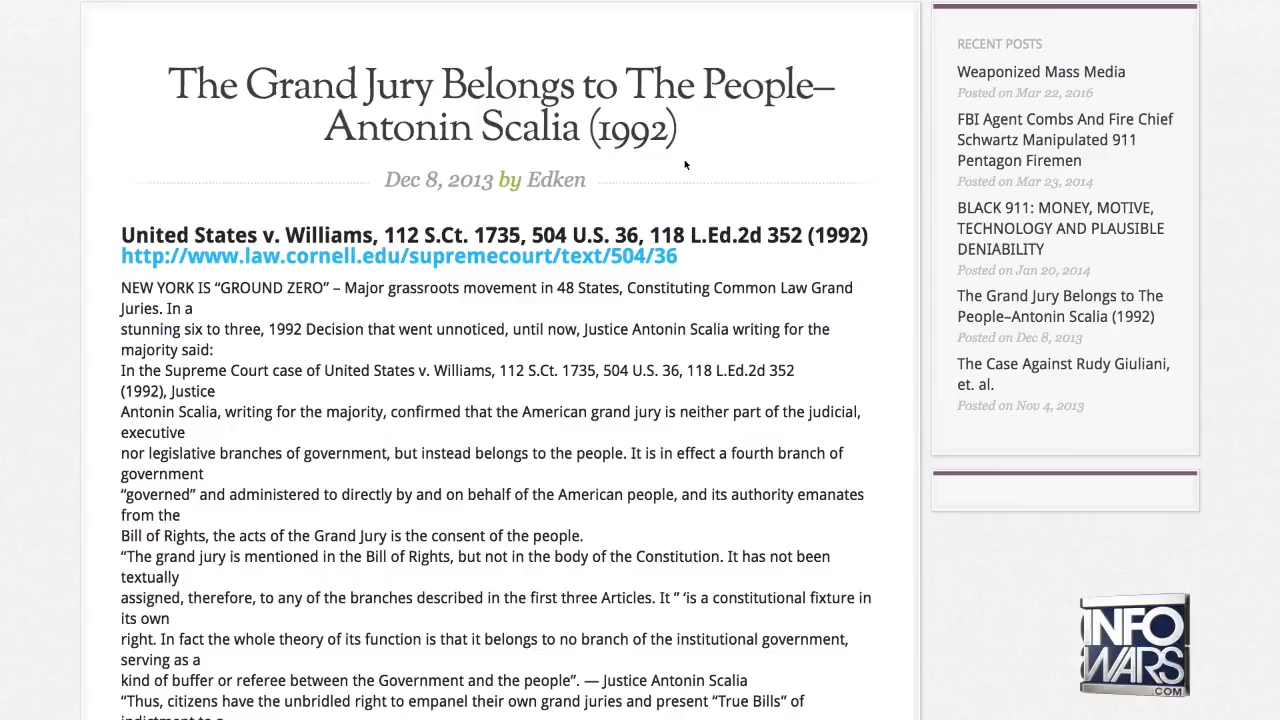 The Grand Jury Belongs to The People–
Antonin Scalia (1992)
Dec 8, 2013 by Edken
United States v. Williams, 112 S.Ct. 1735, 504 U.S. 36, 118 L.Ed.2d 352 (1992)
http://www.law.cornell.edu/supremecourt/text/504/36
NEW YORK IS “GROUND ZERO” – Major grassroots movement in 48 States, Constituting Common Law Grand
Juries. In a
stunning six to three, 1992 Decision that went unnoticed, until now, Justice Antonin Scalia writing for the
majority said:
In the Supreme Court case of United States v. Williams, 112 S.Ct. 1735, 504 U.S. 36, 118 L.Ed.2d 352
(1992), Justice
Antonin Scalia, writing for the majority, confirmed that the American grand jury is neither part of the judicial,
executive
nor legislative branches of government, but instead belongs to the people. It is in effect a fourth branch of
government
“governed” and administered to directly by and on behalf of the American people, and its authority emanates
from the
Bill of Rights, the acts of the Grand Jury is the consent of the people.
“The grand jury is mentioned in the Bill of Rights, but not in the body of the Constitution. It has not been
textually
assigned, therefore, to any of the branches described in the first three Articles. It ” ‘is a constitutional fixture in
its own
right. In fact the whole theory of its function is that it belongs to no branch of the institutional government,
serving as a
kind of buffer or referee between the Government and the people”. — Justice Antonin Scalia
“Thus, citizens have the unbridled right to empanel their own grand juries and present “True Bills” of
indictment to a
RECENT POSTS
Weaponized Mass Media
Posted on Mar 22, 2016
FBI Agent Combs And Fire Chief
Schwartz Manipulated 911
Pentagon Firemen
Posted on Mar 23, 2014
BLACK 911: MONEY, MOTIVE,
TECHNOLOGY AND PLAUSIBLE
DENIABILITY
Posted on Jan 20, 2014
The Grand Jury Belongs to The
People–Antonin Scalia (1992)
Posted on Dec 8, 2013
The Case Against Rudy Giuliani,
et. al.
Posted on Nov 4, 2013
INFO
WARS
.COM